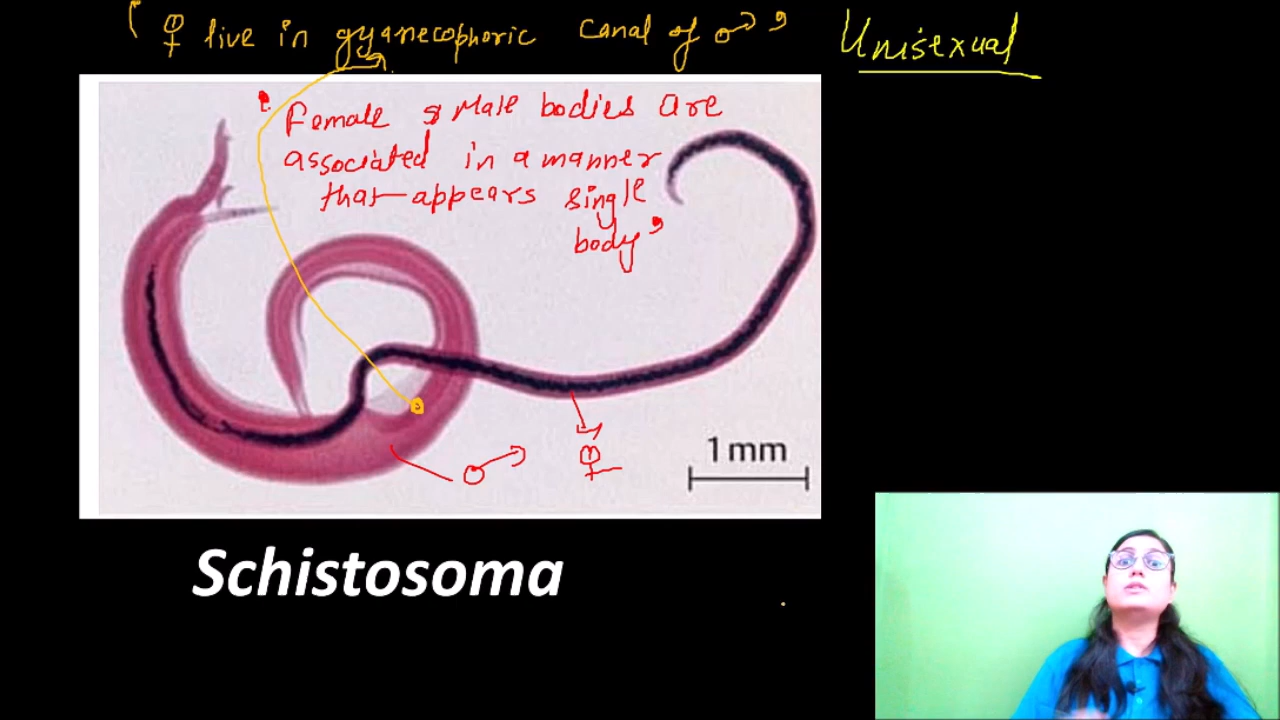 ( ♀ live in gyanecophoric canal of ♂ ,
Unisexual
Female & Male bodies are
associated in a manner
that appears single
body
♂
♀
1 mm
Schistosoma